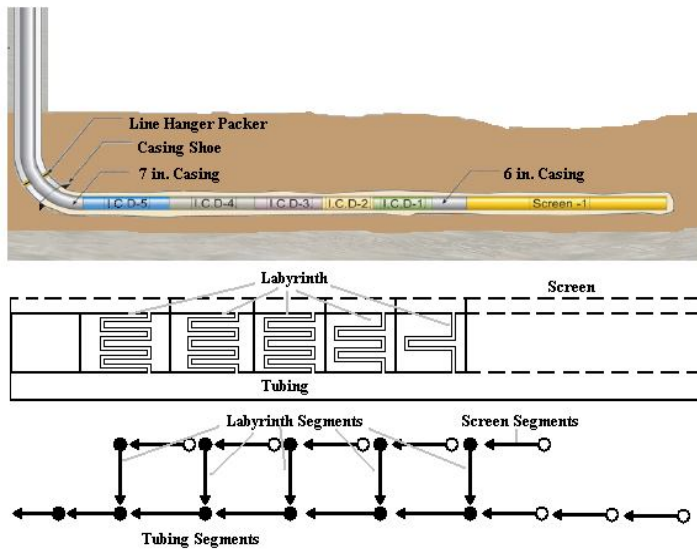 Line Hanger Packer
Casing Shoe
7 in. Casing
6 in. Casing
I.C.D-5
I.C.D-4
I.C.D-3
I.C.D-2
I.C.D-1
Screen -1
Labyrinth
Screen
Tubing
Labyrinth Segments
Screen Segments
Tubing Segments